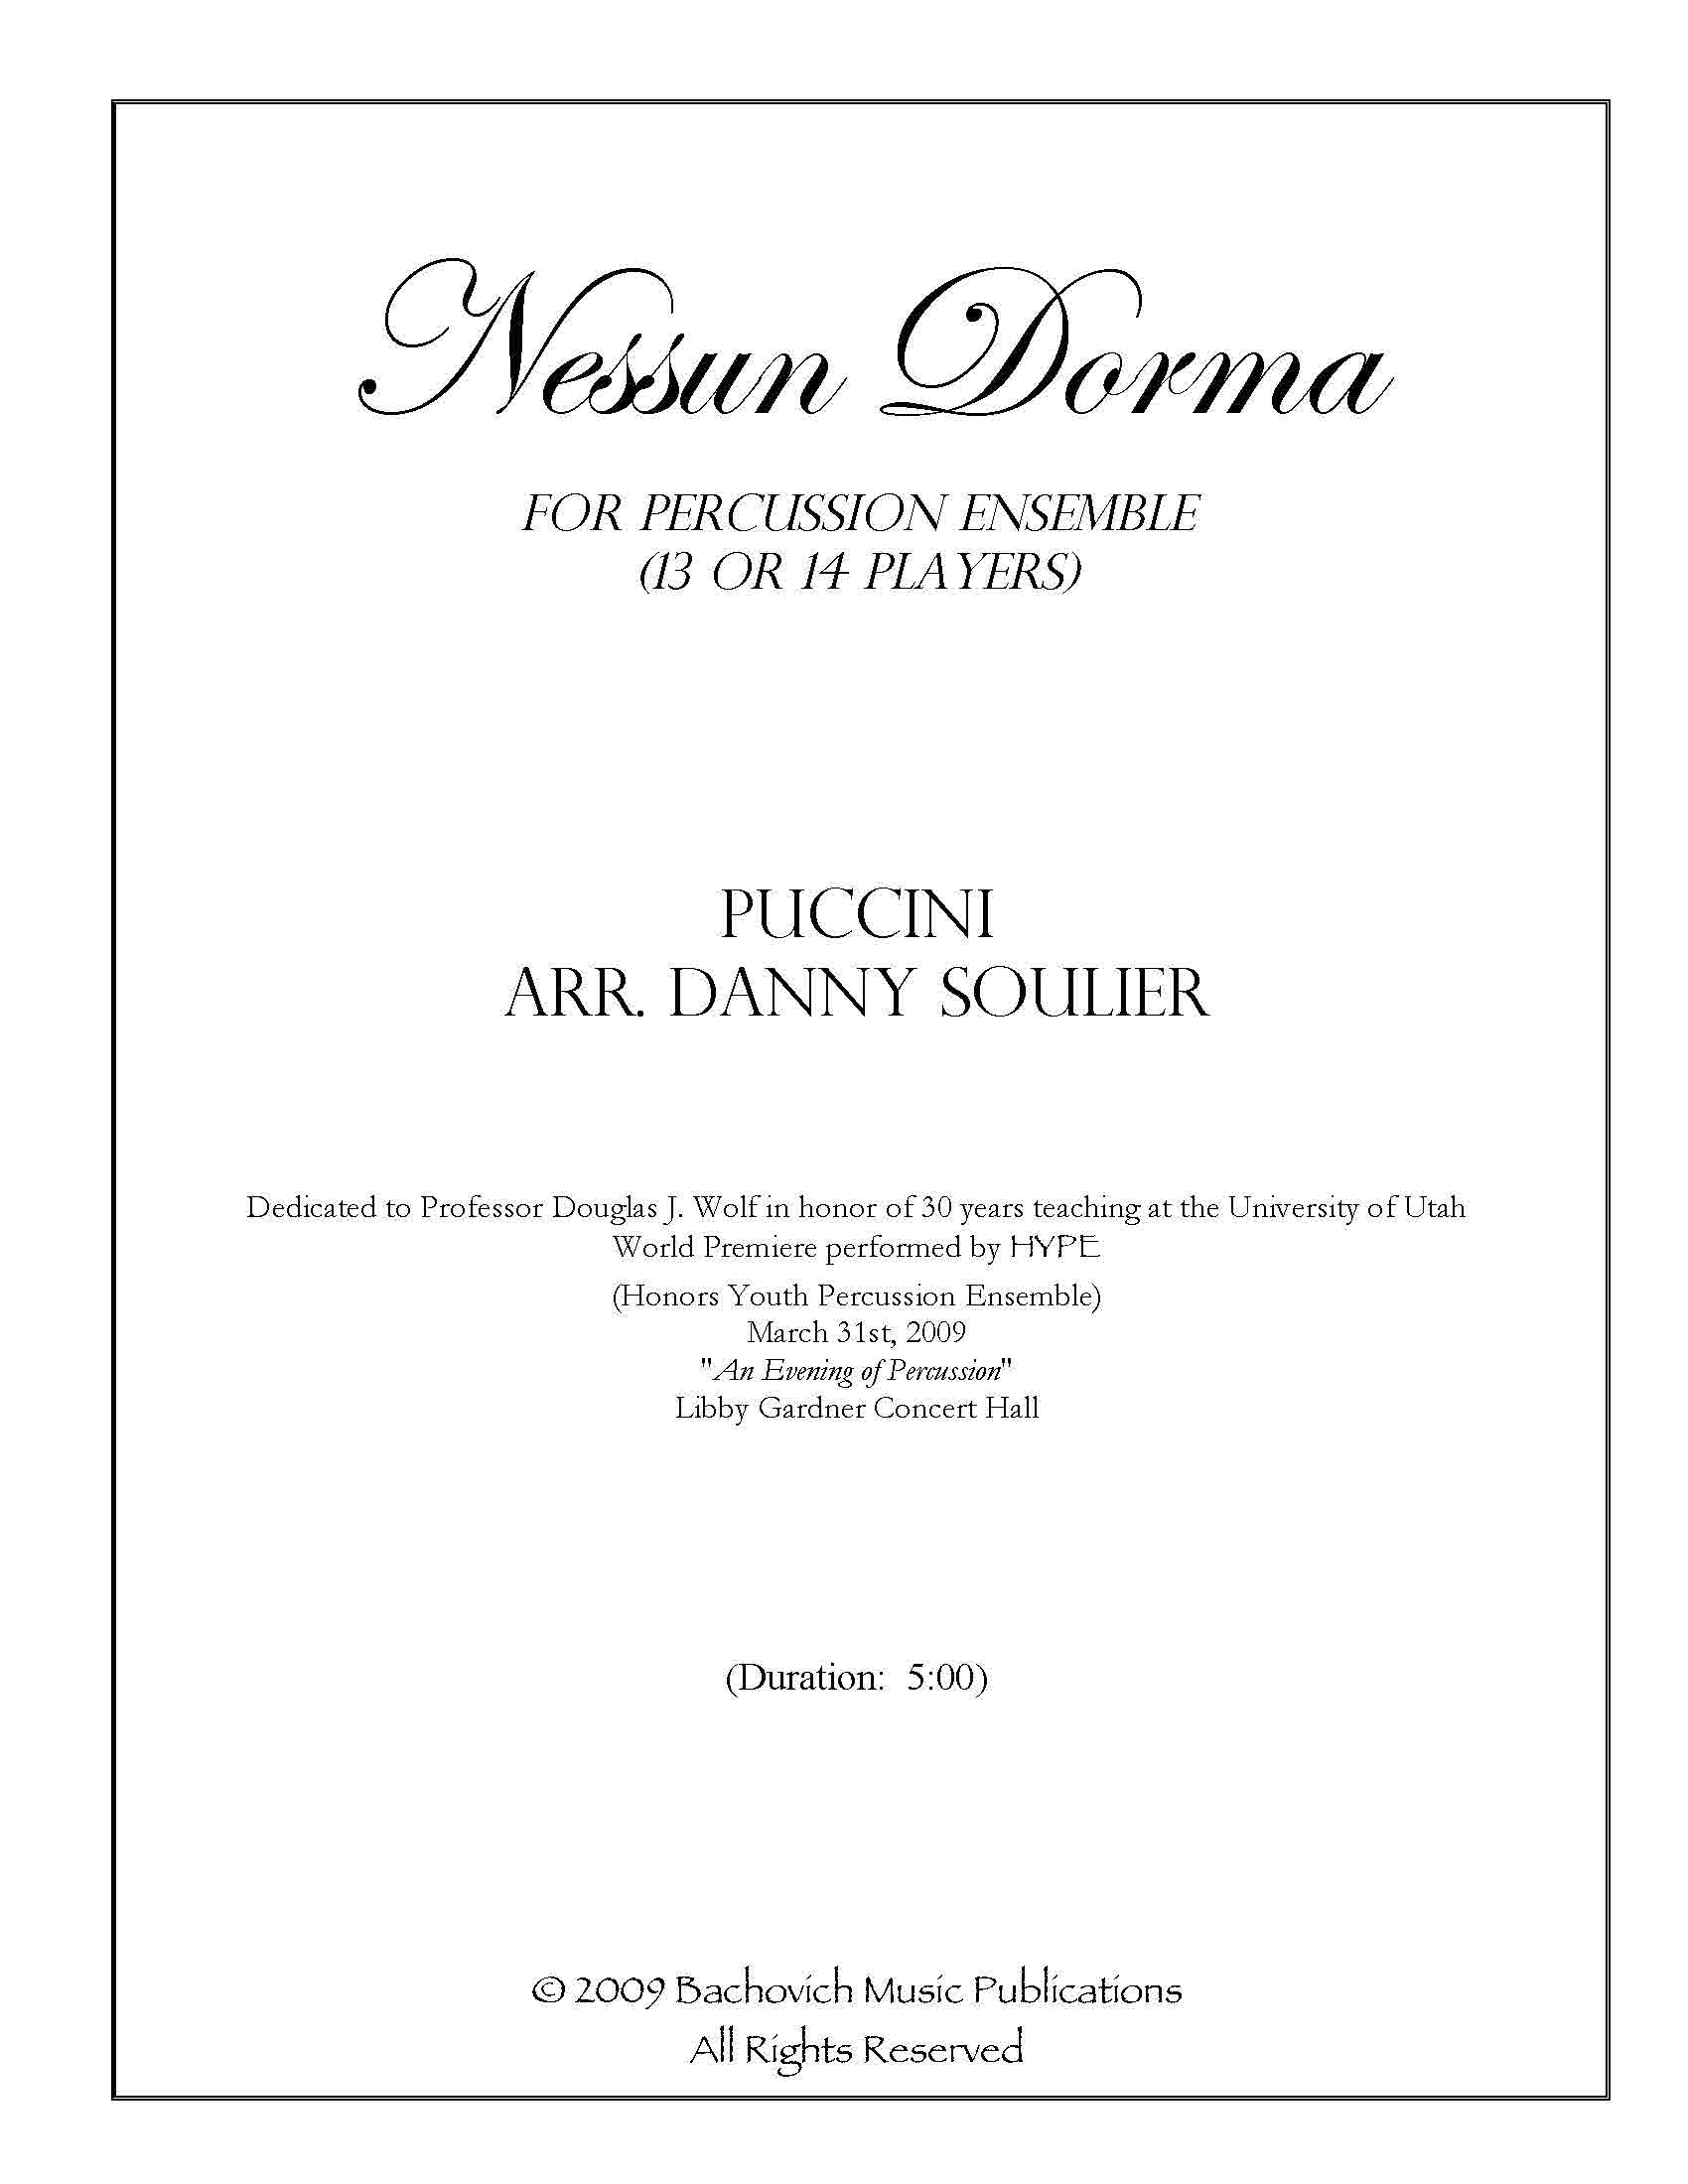 Nessun Dorma
FOR PERCUSSION ENSEMBLE
(13 OR 14 PLAYERS)
PUCCINI
ARR. DANNY SOULIER
Dedicated to Professor Douglas J. Wolf in honor of 30 years teaching at the University of Utah
World Premiere performed by HYPE
(Honors Youth Percussion Ensemble)
March 31st, 2009
"An Evening of Percussion"
Libby Gardner Concert Hall
(Duration:  5:00)
© 2009 Bachovich Music Publications
All Rights Reserved